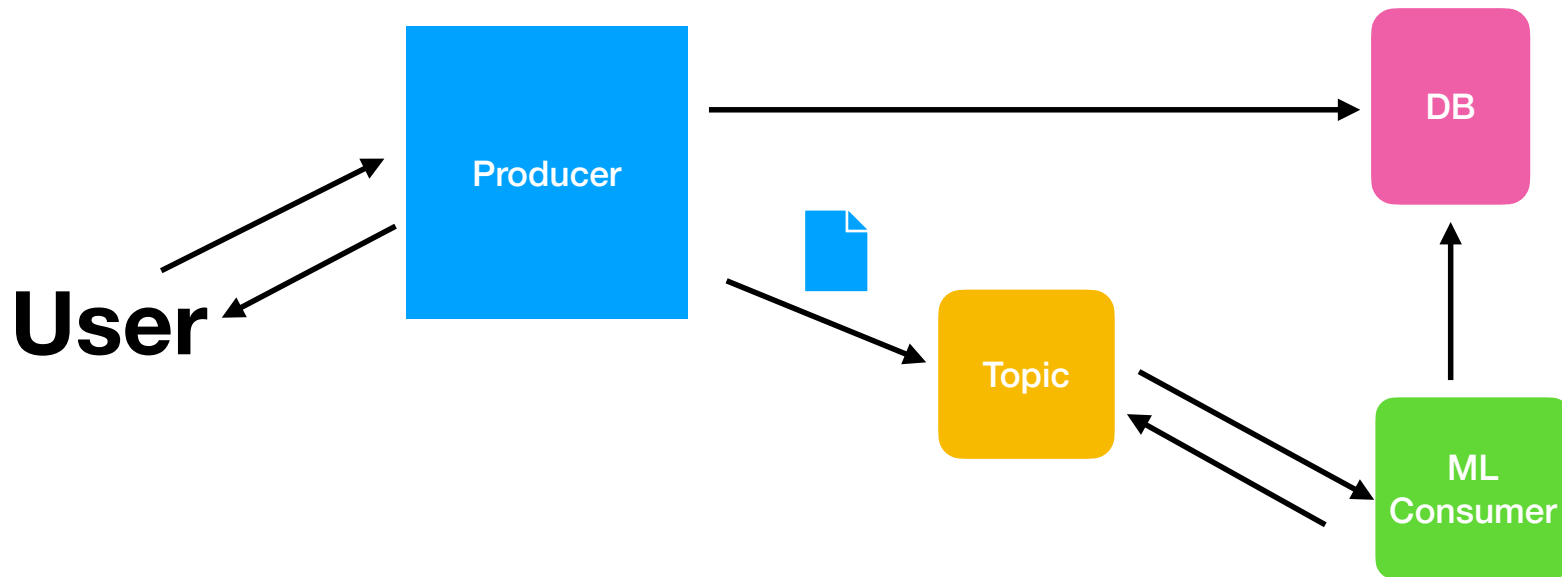 User
Producer
DB
Topic
ML
Consumer